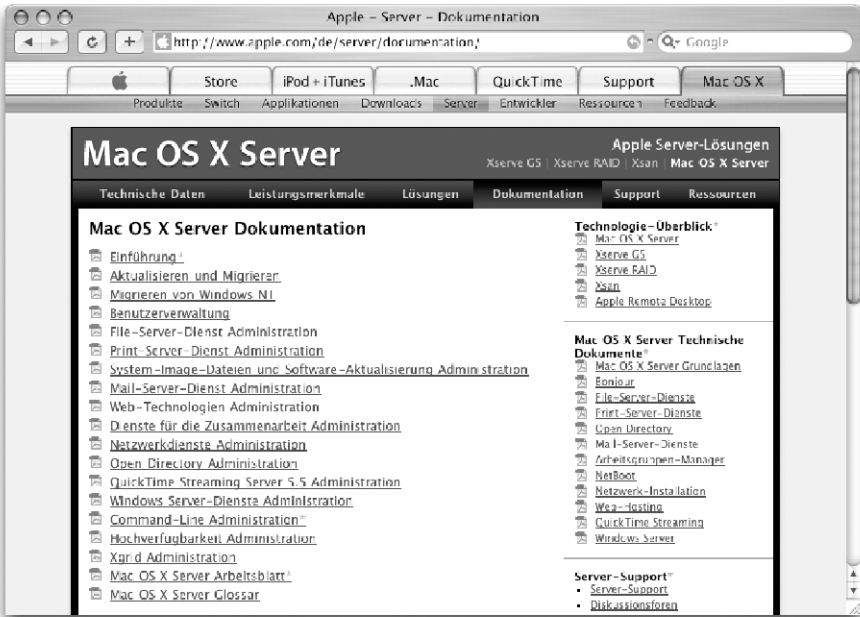 Apple – Server – Dokumentation
http://www.apple.com/de/server/documentation/
Google
Store
iPod + iTunes
.Mac
QuickTime
Support
Mac OS X
Produkte Switch Applikationen Downloads Server Entwickler Ressourcen Feedback
Mac OS X Server
Apple Server-Lösungen
Xserve G5 | Xserve RAID | Xsan | Mac OS X Server
Technische Daten Leistungsmerkmale Lösungen Dokumentation Support Ressourcen
Mac OS X Server Dokumentation
Einführung*
Aktualisieren und Migrieren
Migrieren von Windows NT
Benutzerverwaltung
File-Server-Dienst Administration
Print-Server-Dienst Administration
System-Image-Dateien und Software-Aktualisierung Administration
Mail-Server-Dienst Administration
Web-Technologien Administration
Dienste für die Zusammenarbeit Administration
Netzwerkdienste Administration
Open Directory Administration
QuickTime Streaming Server 5.5 Administration
Windows Server-Dienste Administration
Command-Line Administration*
Hochverfügbarkeit Administration
Xgrid Administration
Mac OS X Server Arbeitsblatt*
Mac OS X Server Glossar
Technologie-Überblick*
Mac OS X Server
Xserve G5
Xserve RAID
Xsan
Apple Remote Desktop
Mac OS X Server Technische
Dokumente*
Mac OS X Server Grundlagen
Bonjour
File-Server-Dienste
Print-Server-Dienste
Open Directory
Mail-Server-Dienste
Arbeitsgruppen-Manager
NetBoot
Netzwerk-Installation
Web-Hosting
QuickTime Streaming
Windows Server
Server-Support*
Server-Support
Diskussionsforen